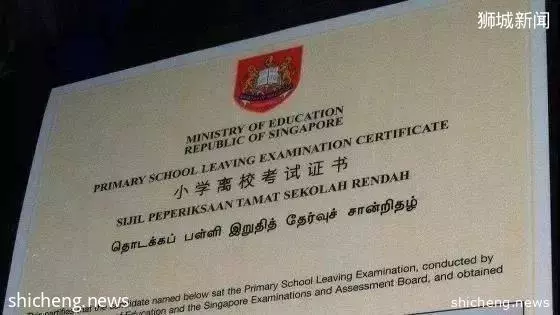 狮城新闻
MINISTRY OF EDUCATION
REPUBLIC OF SINGAPORE
PRIMARY SCHOOL LEAVING EXAMINATION CERTIFICATE
小学离校考试证书
SIJIL PEPERIKSAAN TAMAT SEKOLAH RENDAH
தொடக்கப் பள்ளி இறுதித் தேர்வுச் சான்றிதழ்
candidate named below sat the Primary School Leaving Examination, conducted by
of Education and the Singapore Examinations and Assessment Board, and obtained
shicheng.news
shicheng.news